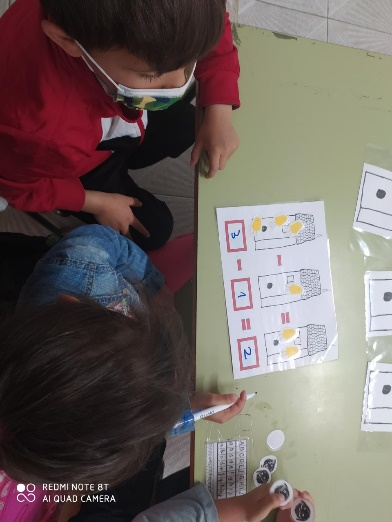 3 - 1 = 2
- =
REDMI NOTE 8T
AI QUAD CAMERA